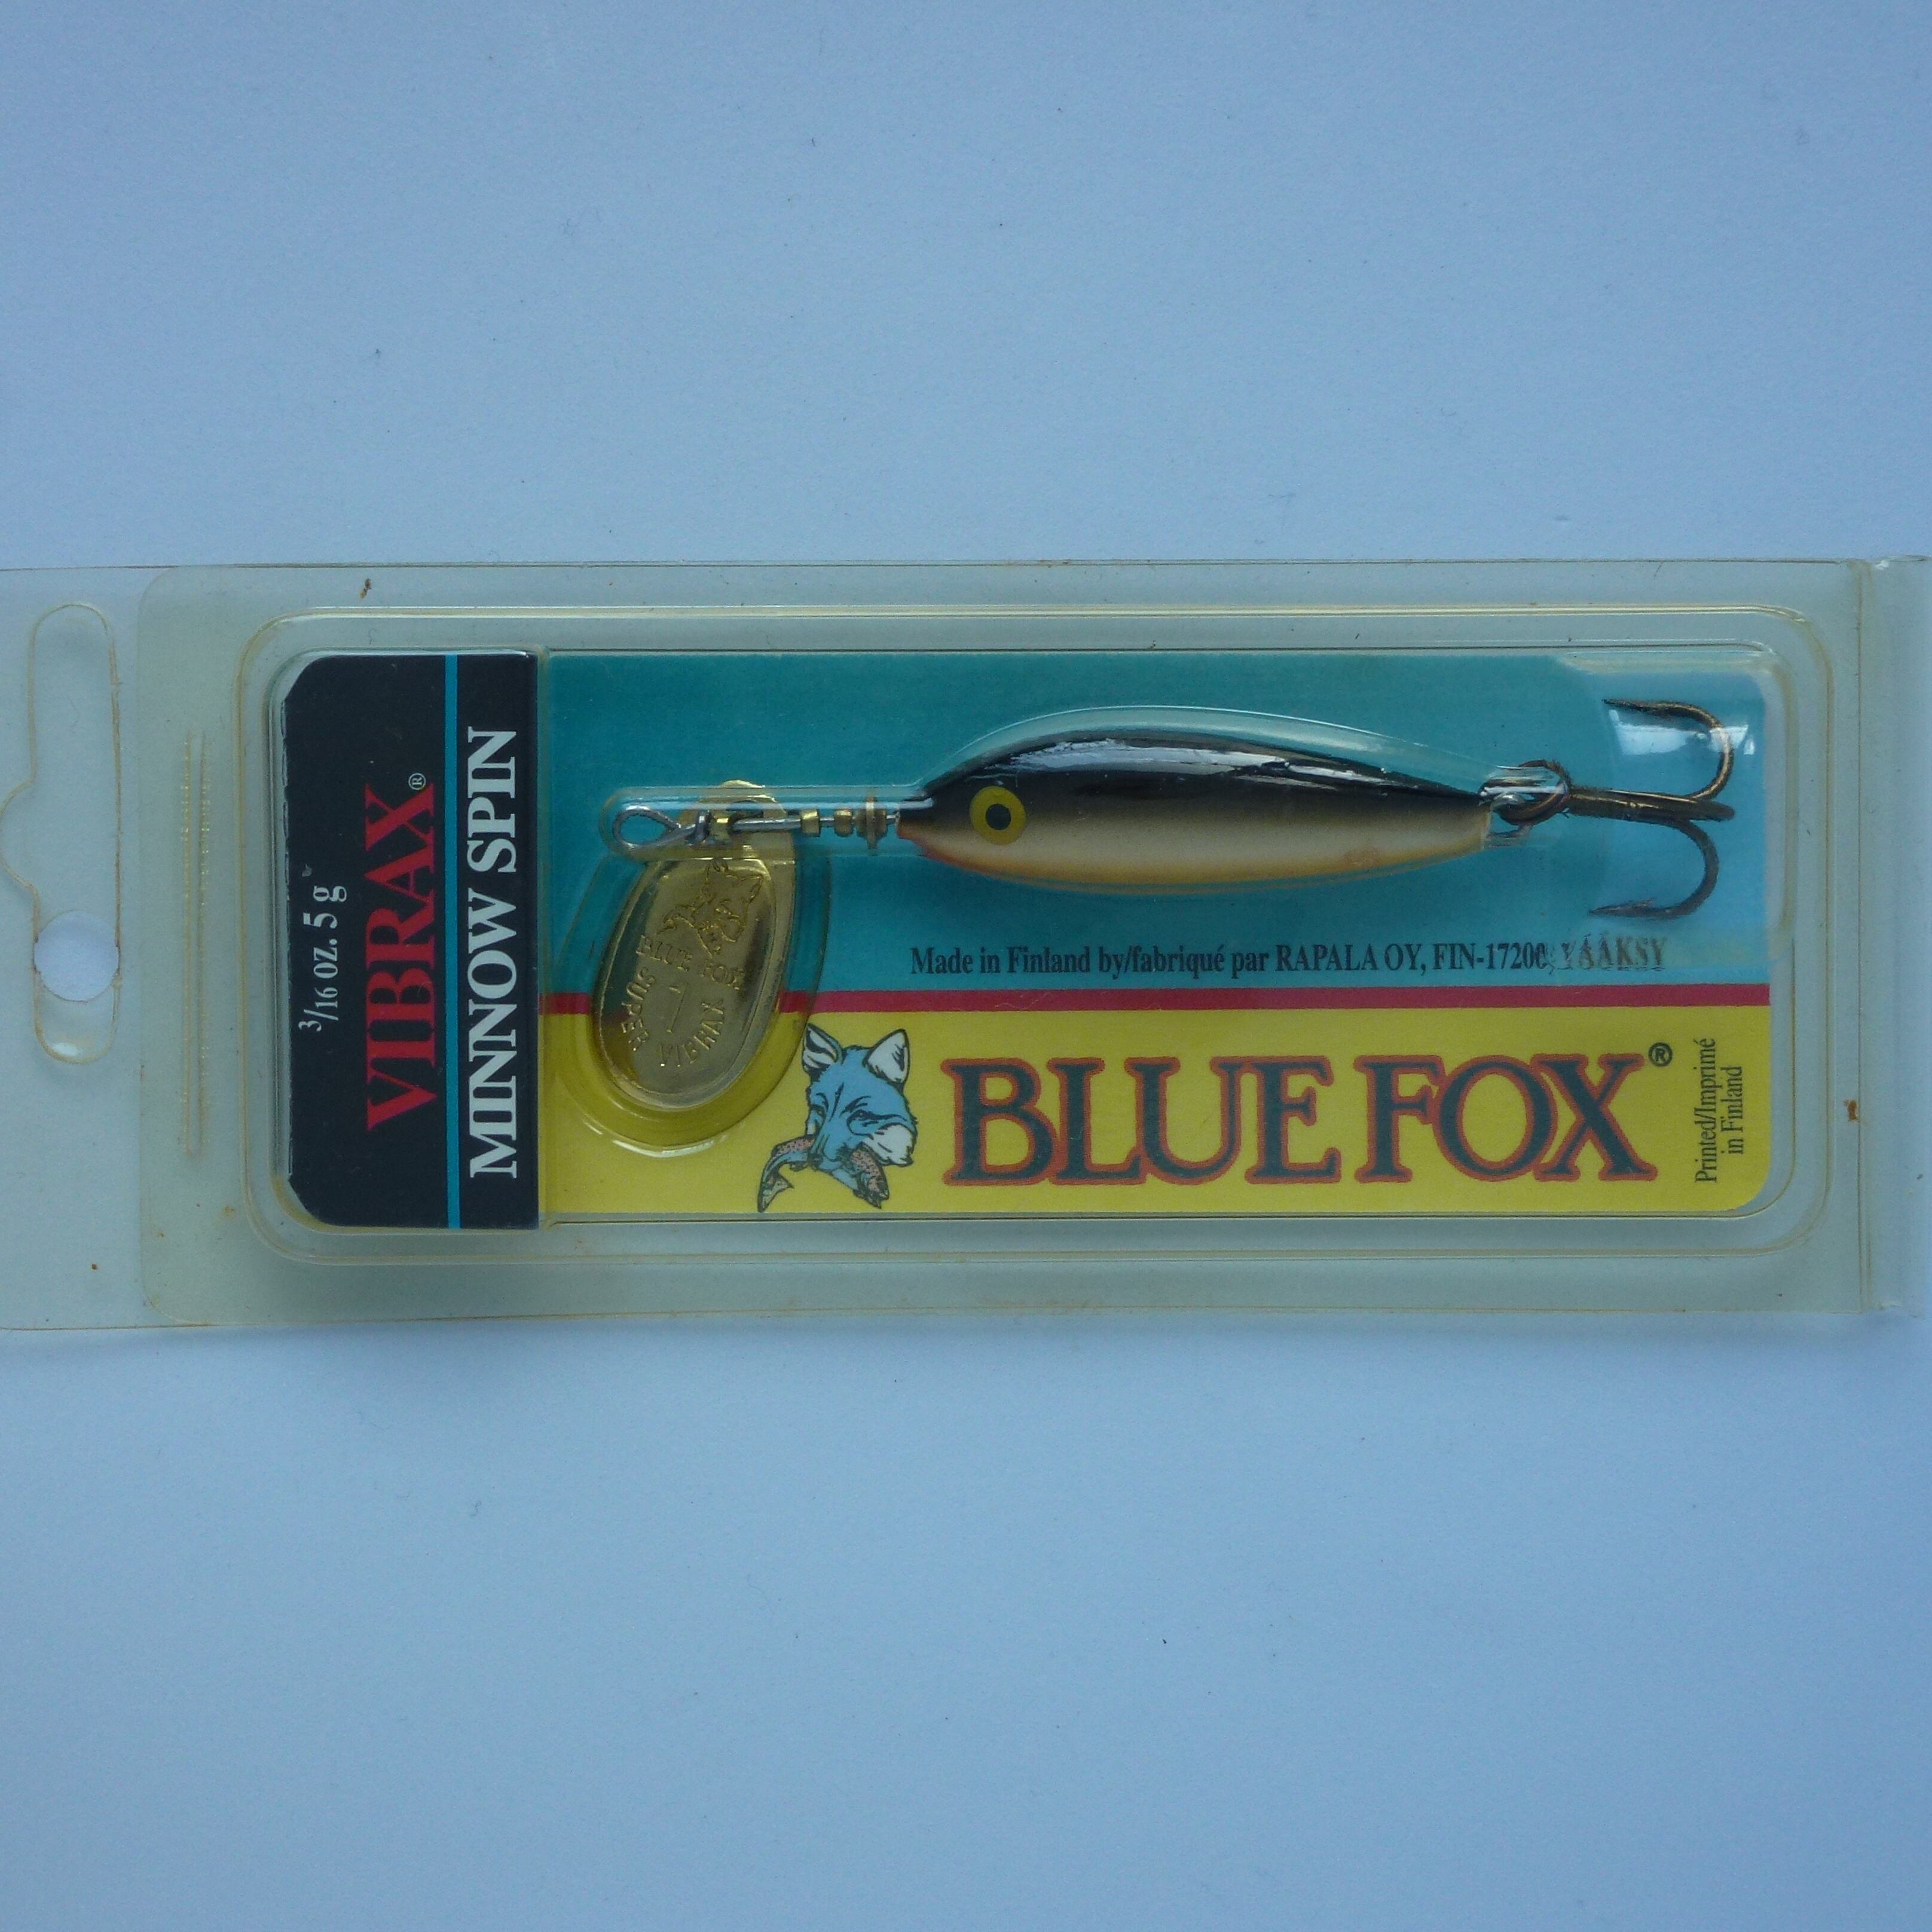 3/16 OZ. 5 g
VIBRAX®
MINNOW SPIN
BLUE FOX
SUPER
1
VIBRAX
Made in Finland by/fabriqué par RAPALA OY, FIN-17200 VÄÄKSY
BLUE FOX®
Printed/Imprimé
in Finland